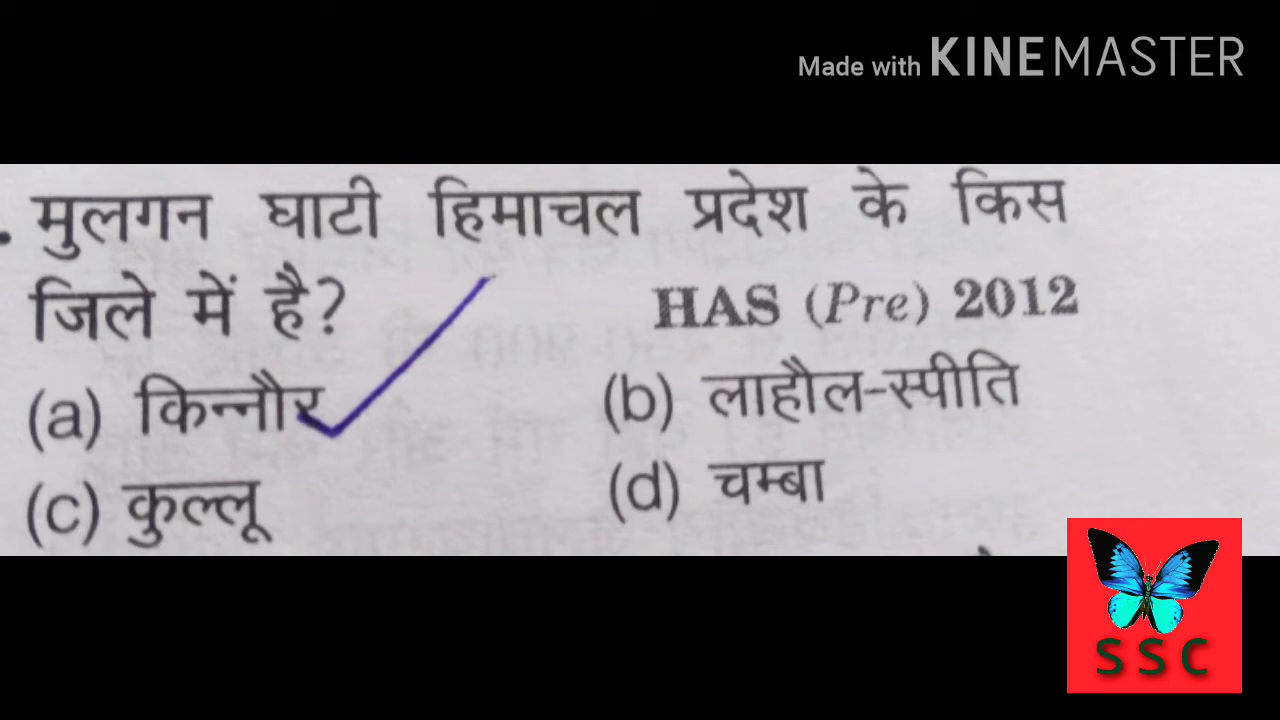 Made with KINEMASTER
. मुलगन घाटी हिमाचल प्रदेश के किस
जिले में है? HAS (Pre) 2012
(a) किन्नौर (b) लाहौल-स्पीति
(c) कुल्लू (d) चम्बा
SSC